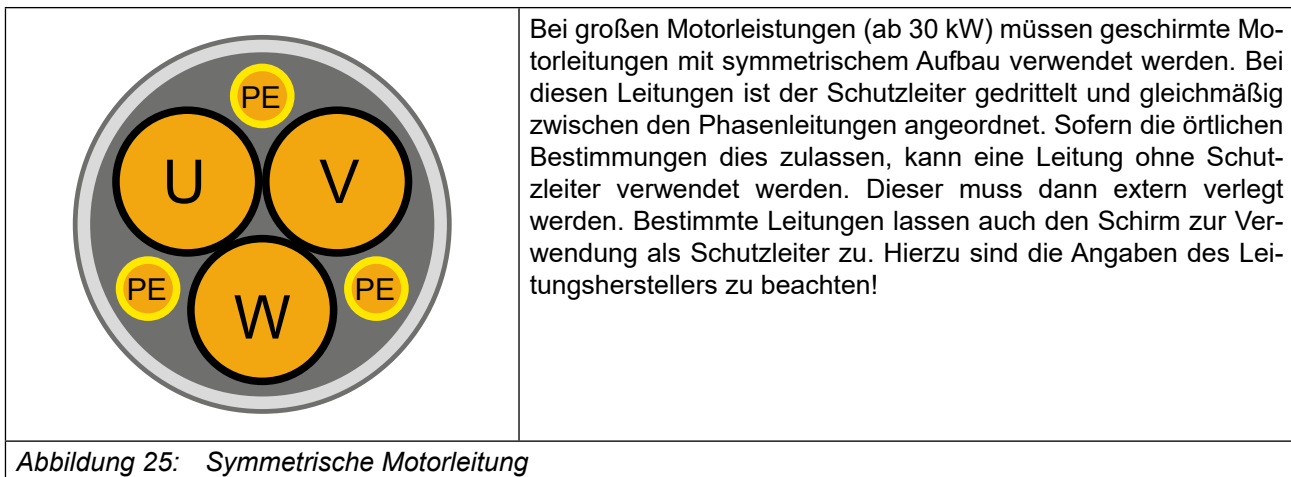 PE
U V
PE PE
W
Bei großen Motorleistungen (ab 30 kW) müssen geschirmte Mo-
torleitungen mit symmetrischem Aufbau verwendet werden. Bei
diesen Leitungen ist der Schutzleiter gedrittelt und gleichmäßig
zwischen den Phasenleitungen angeordnet. Sofern die örtlichen
Bestimmungen dies zulassen, kann eine Leitung ohne Schut-
zleiter verwendet werden. Dieser muss dann extern verlegt
werden. Bestimmte Leitungen lassen auch den Schirm zur Ver-
wendung als Schutzleiter zu. Hierzu sind die Angaben des Lei-
tungsherstellers zu beachten!
Abbildung 25: Symmetrische Motorleitung